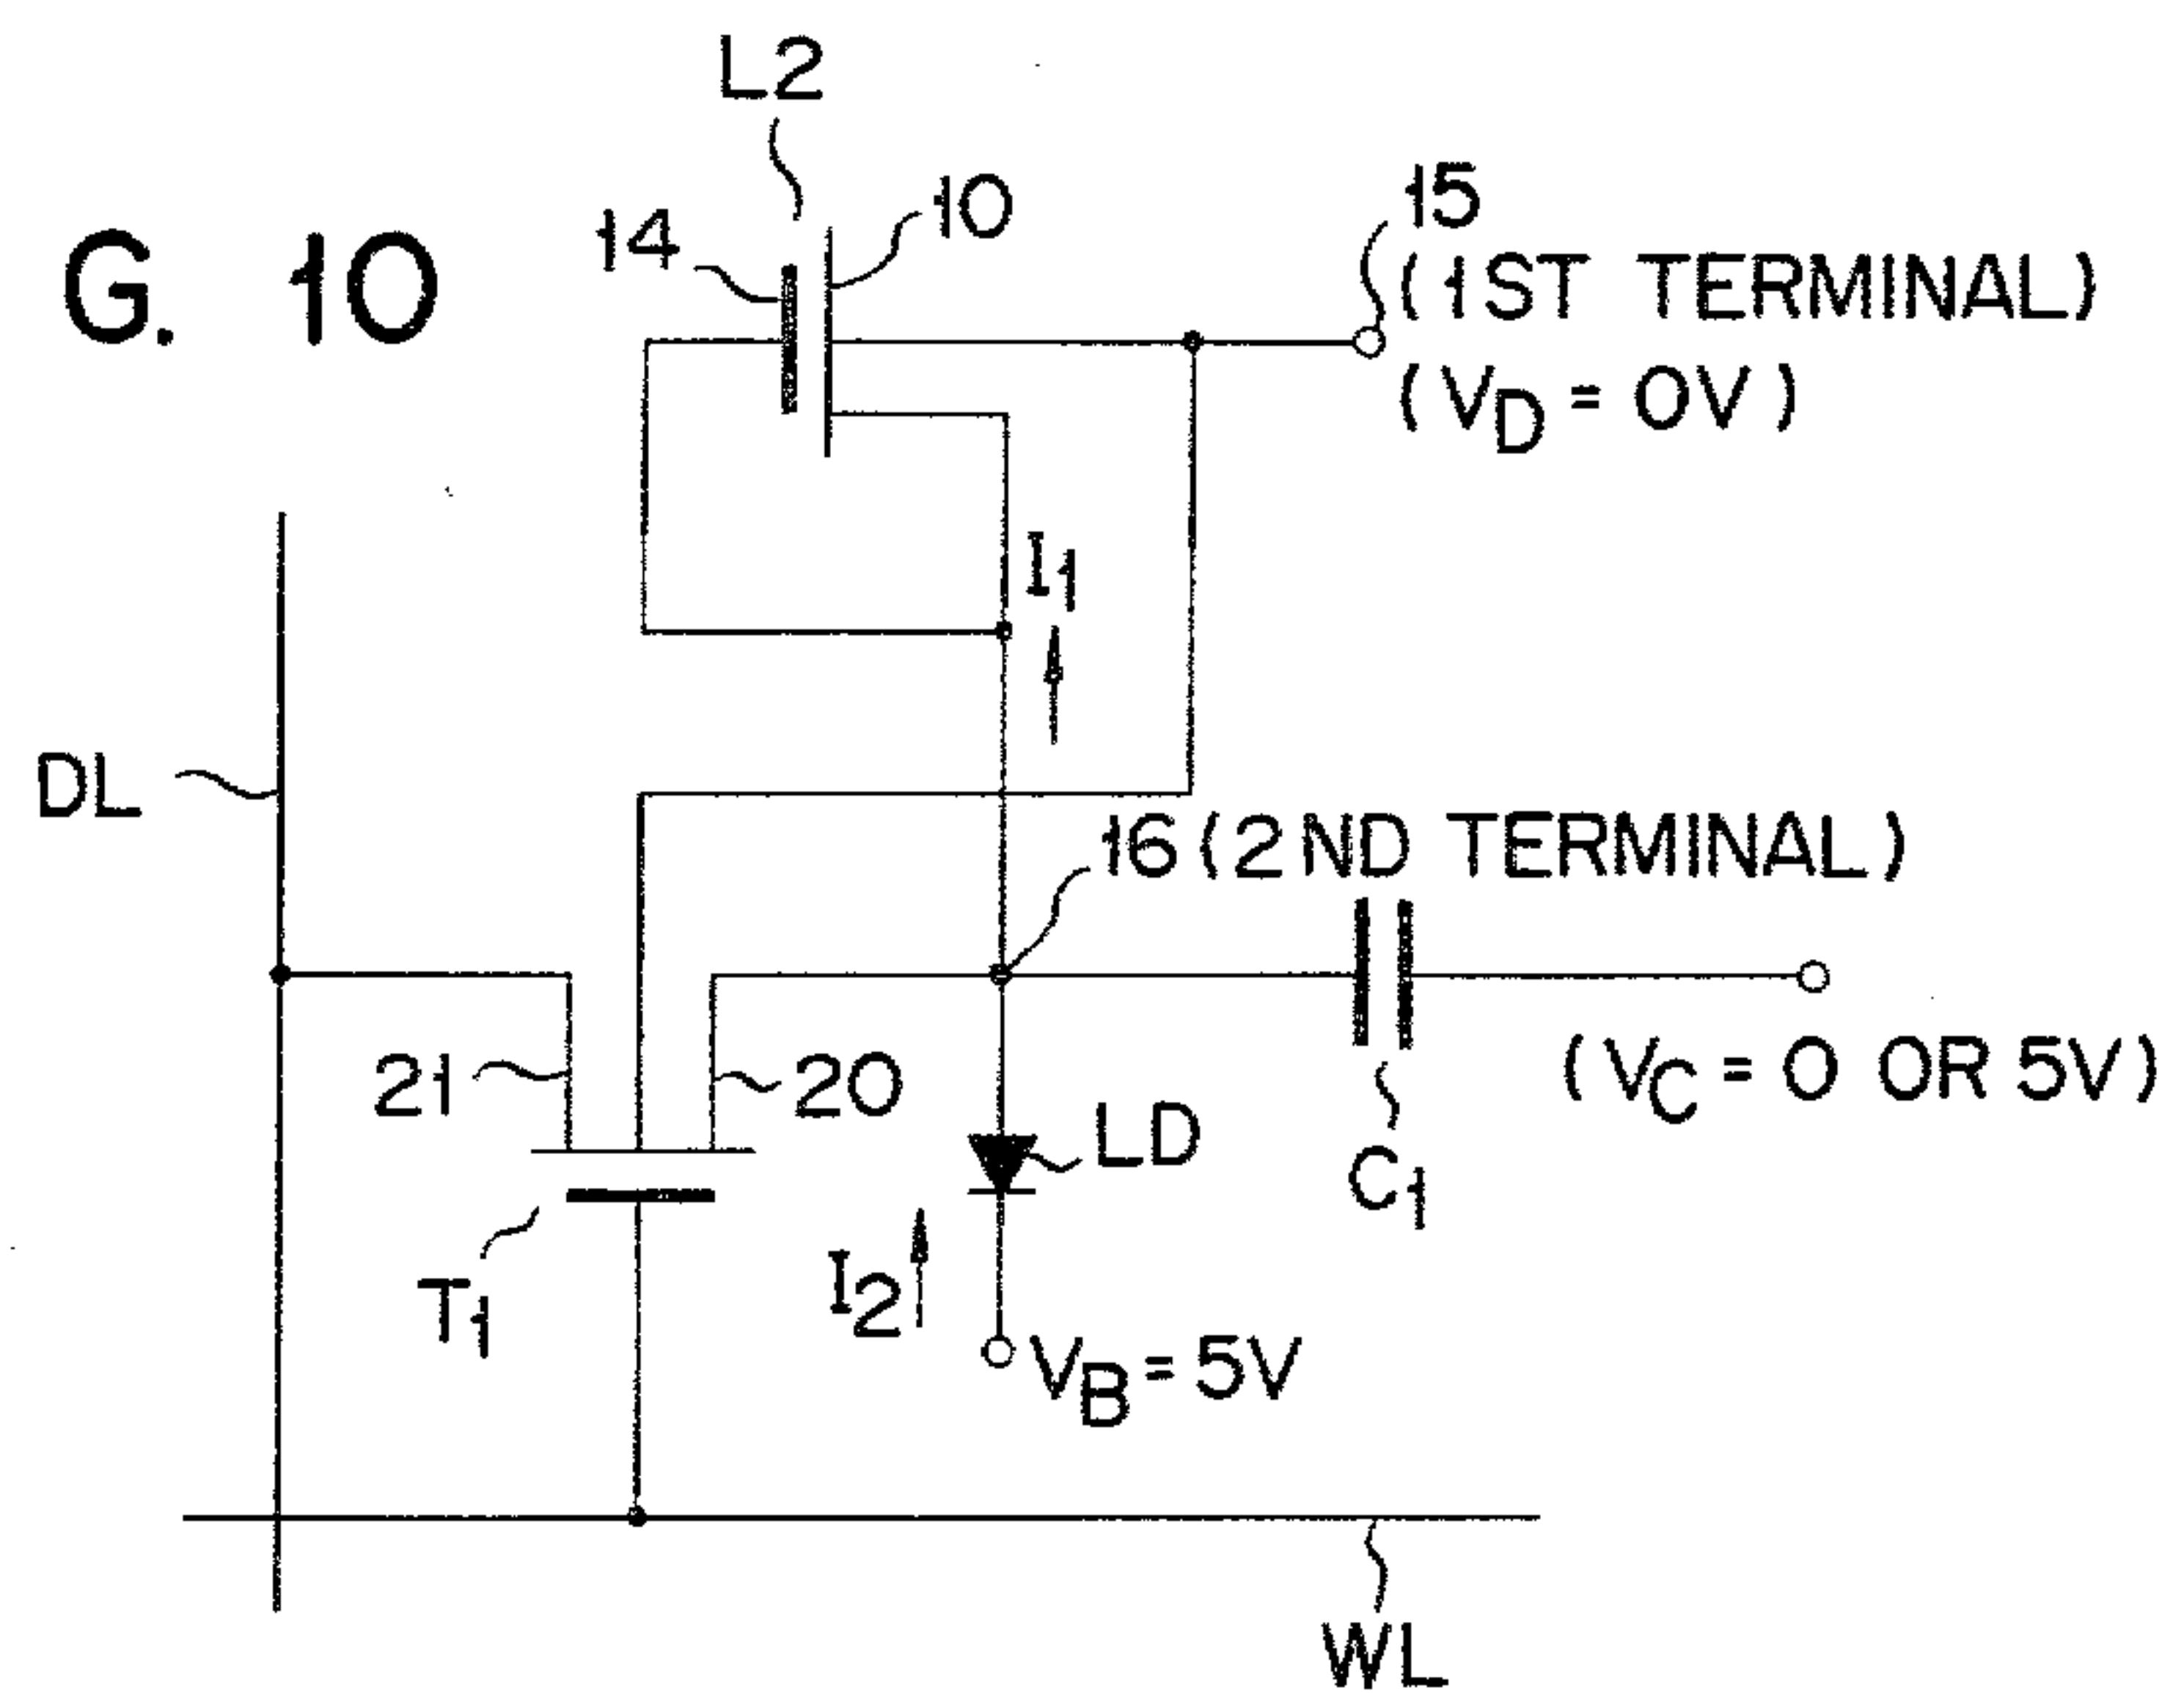 G. 10
L2
14
10
15
(1ST TERMINAL)
(VD = 0V)
I1
DL
16 (2ND TERMINAL)
21
20
LD
C1
(VC = 0 OR 5V)
T1
I2
VB = 5V
WL